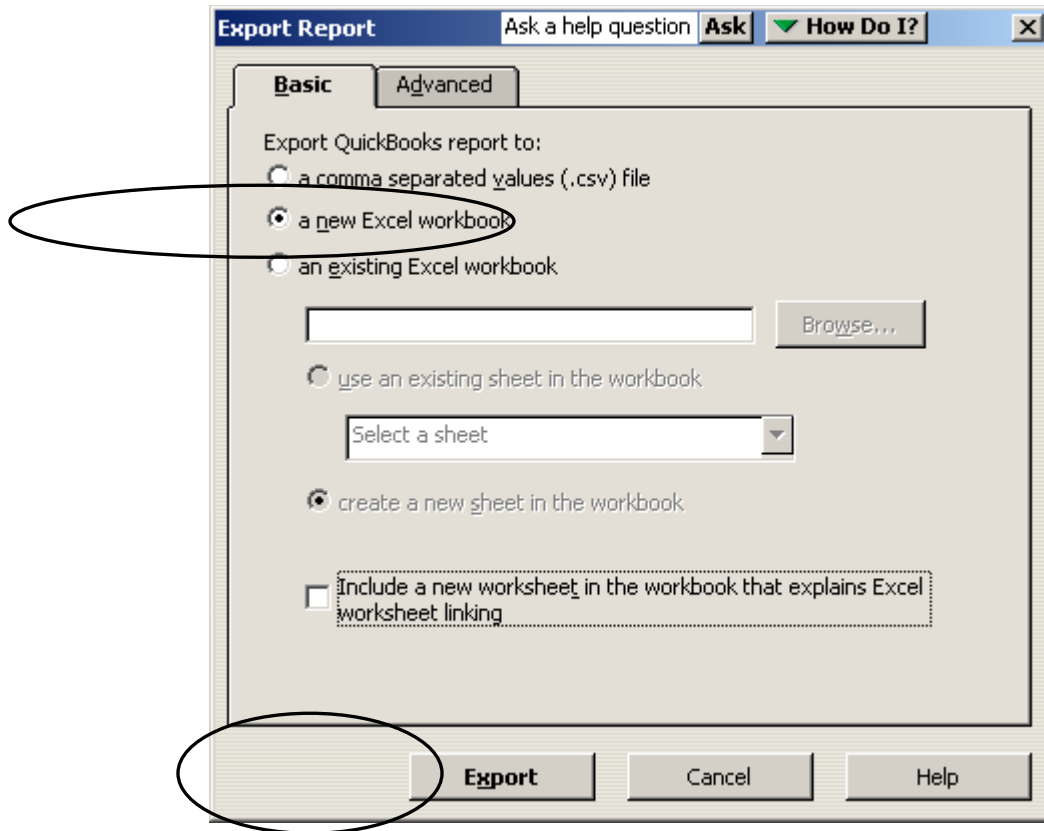 Export Report Ask a help question Ask How Do I?
Basic Advanced
Export QuickBooks report to:
a comma separated values (.csv) file
a new Excel workbook
an existing Excel workbook
Browse...
use an existing sheet in the workbook
Select a sheet
create a new sheet in the workbook
Include a new worksheet in the workbook that explains Excel
worksheet linking
Export Cancel Help